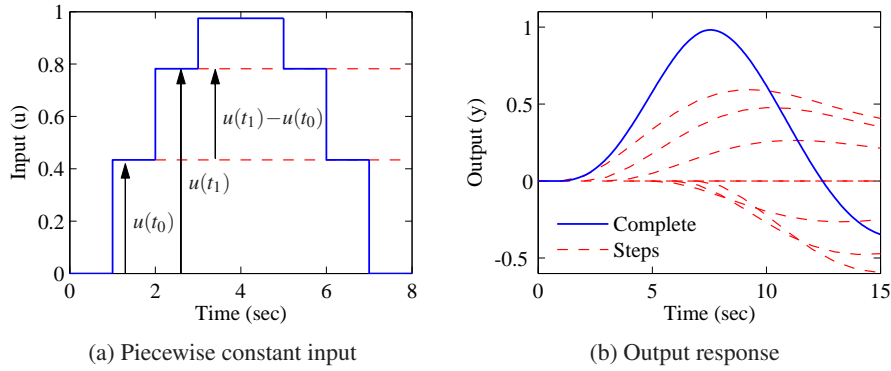 1
0.8
0.6
0.4
0.2
0
Input (u)
u(t₁)−u(t₀)
u(t₁)
u(t₀)
0 2 4 6 8
Time (sec)
(a) Piecewise constant input
1
0.5
0
-0.5
Output (y)
Complete
Steps
0 5 10 15
Time (sec)
(b) Output response